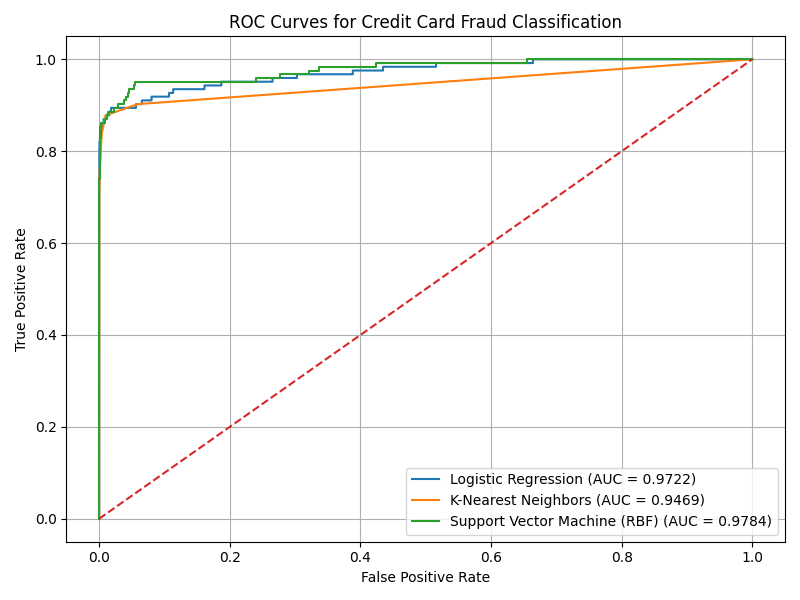 ROC Curves for Credit Card Fraud Classification
True Positive Rate
1.0
0.8
0.6
0.4
0.2
0.0
Logistic Regression (AUC = 0.9722)
K-Nearest Neighbors (AUC = 0.9469)
Support Vector Machine (RBF) (AUC = 0.9784)
0.0 0.2 0.4 0.6 0.8 1.0
False Positive Rate